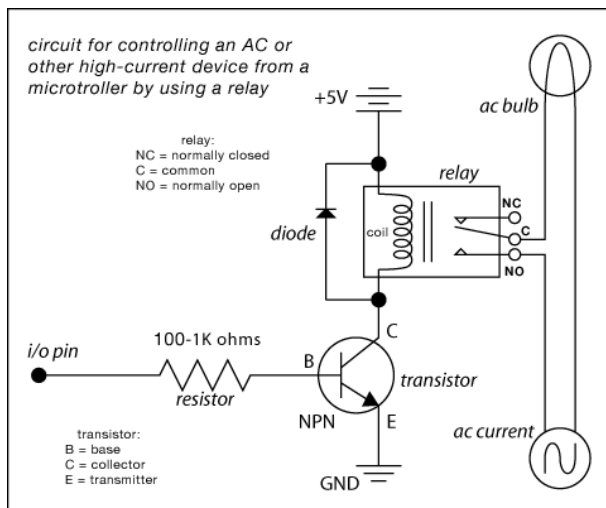 circuit for controlling an AC or
other high-current device from a
microtroller by using a relay
+5V
ac bulb
relay:
NC = normally closed
C = common
NO = normally open
relay
NC
C
NO
coil
diode
100-1K ohms
i/o pin
resistor
B
C
E
transistor
NPN
ac current
transistor:
B = base
C = collector
E = transmitter
GND